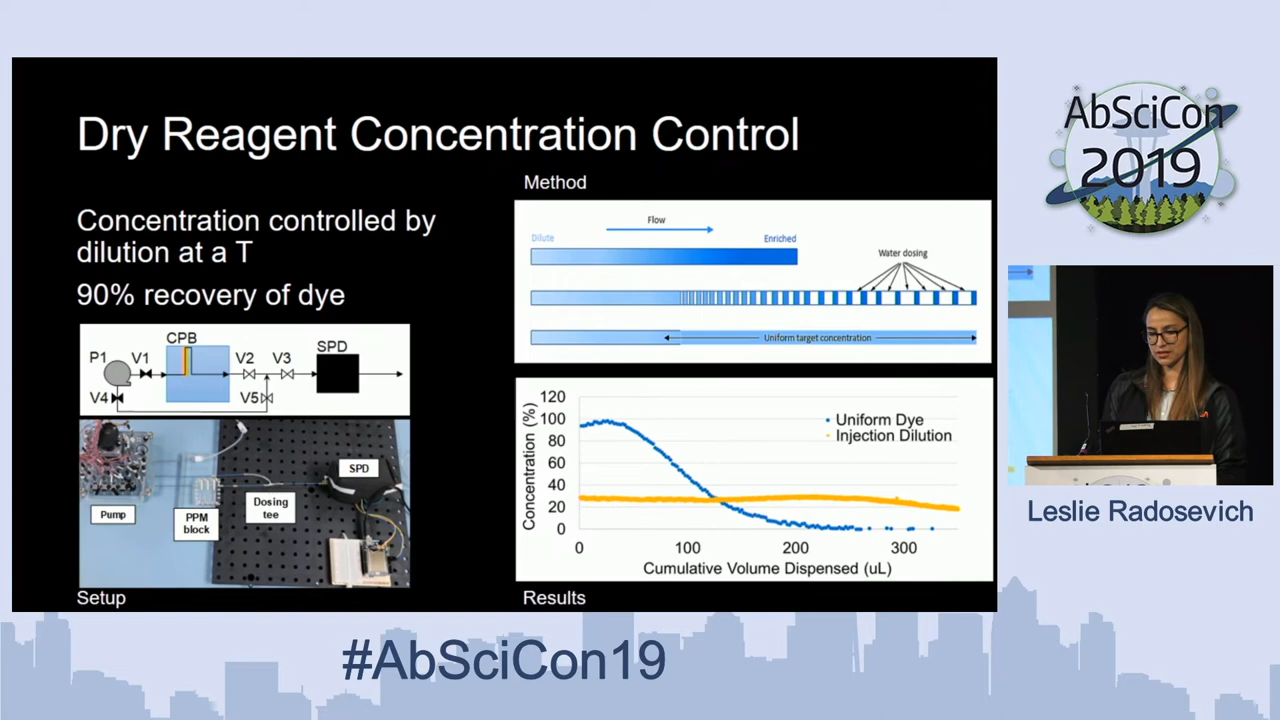 Dry Reagent Concentration Control
Concentration controlled by
dilution at a T
90% recovery of dye
CPB
P1
V1
V2
V3
SPD
V4
V5
Pump
PPM
block
Dosing
tee
SPD
Setup
Method
Flow
Dilute
Enriched
Water dosing
Uniform target concentration
Concentration (%)
120
100
80
60
40
20
0
Uniform Dye
Injection Dilution
0
100
200
300
Cumulative Volume Dispensed (uL)
Results
AbSciCon
2019
Leslie Radosevich
#AbSciCon19